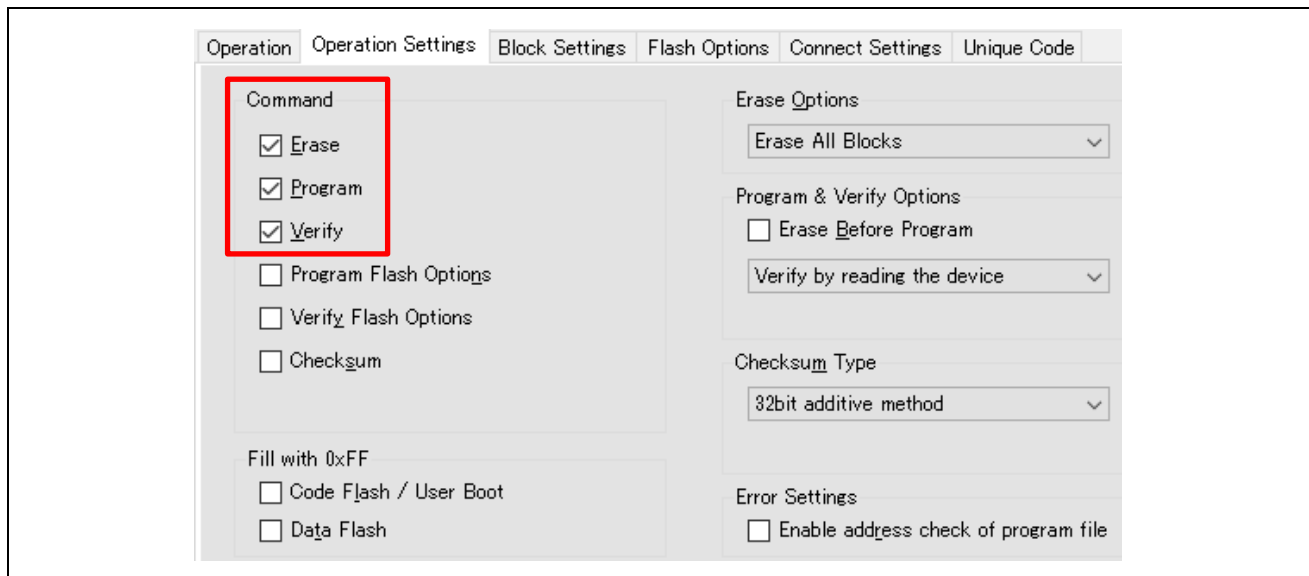 Operation Operation Settings Block Settings Flash Options Connect Settings Unique Code
Command
Erase
Program
Verify
Program Flash Options
Verify Flash Options
Checksum
Fill with 0xFF
Code Flash / User Boot
Data Flash
Erase Options
Erase All Blocks
Program & Verify Options
Erase Before Program
Verify by reading the device
Checksum Type
32bit additive method
Error Settings
Enable address check of program file